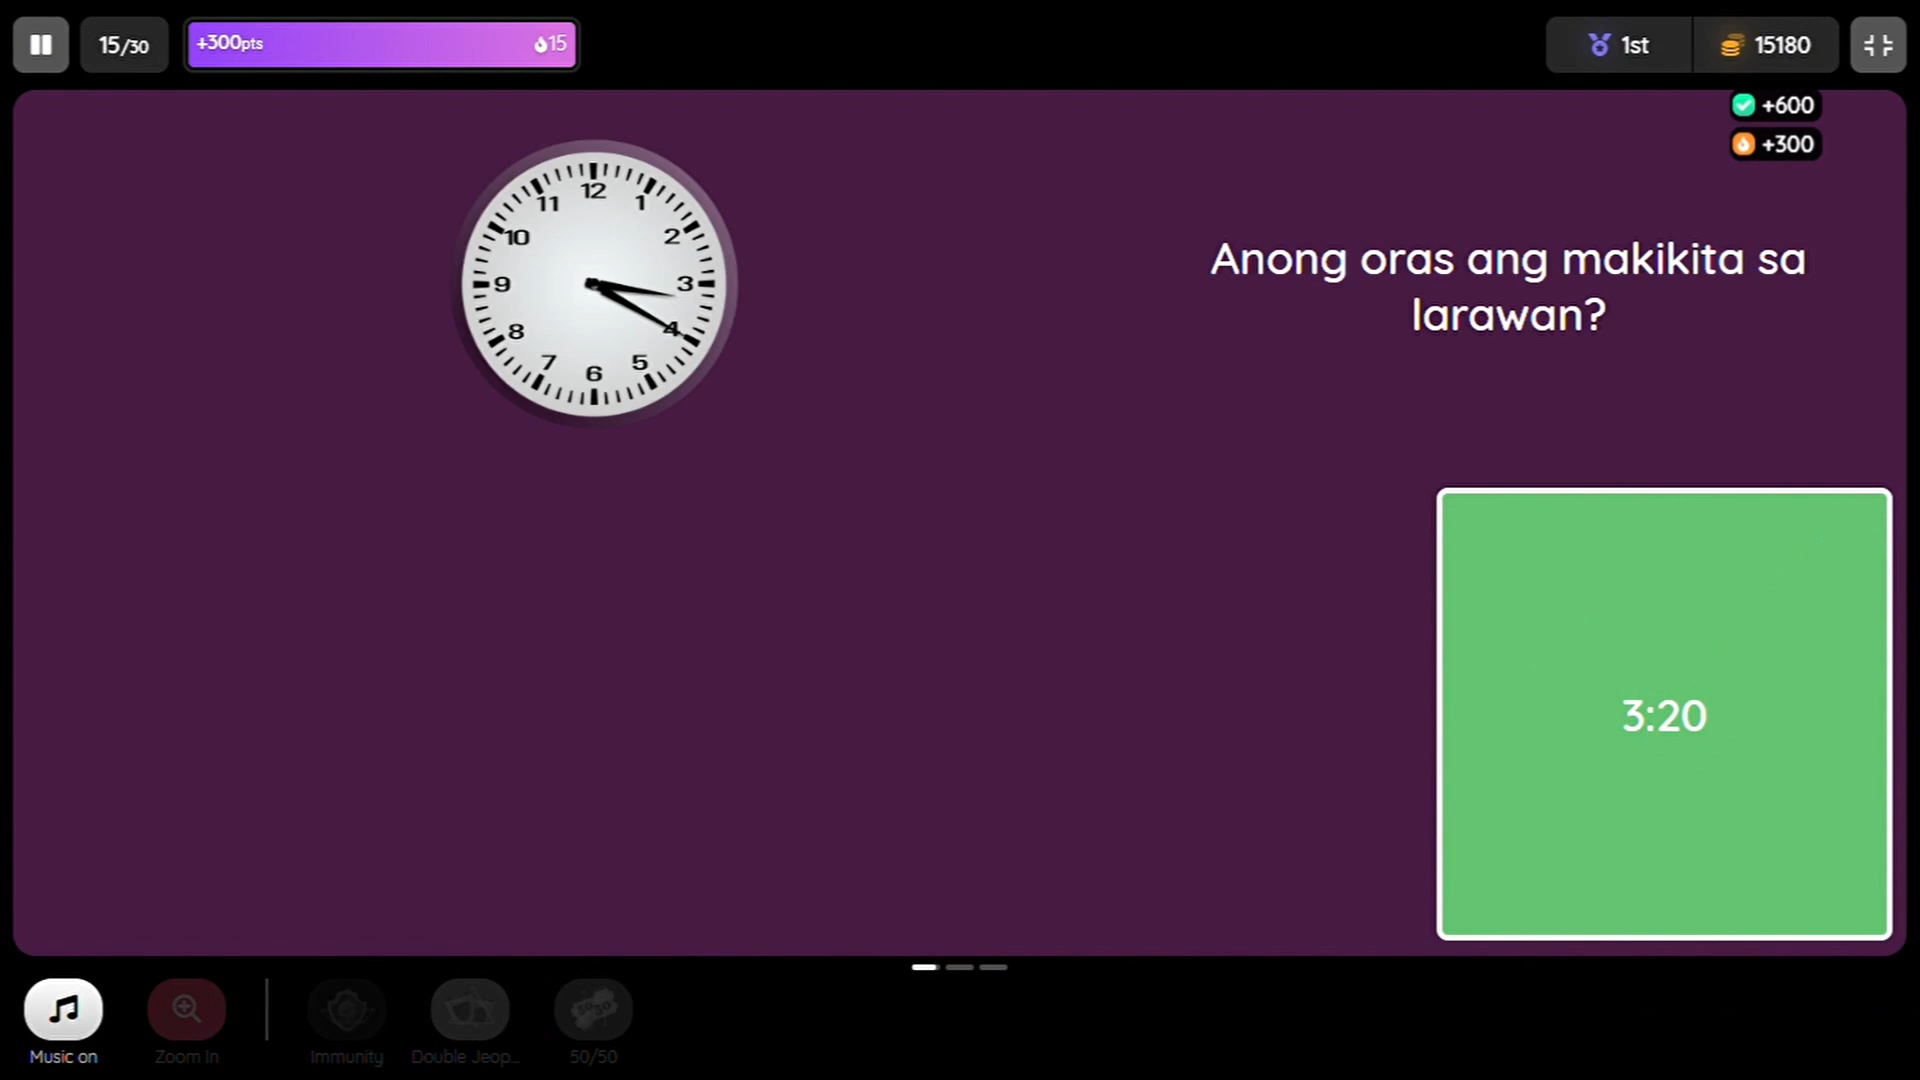 15/30
+300pts
15
1st
15180
+600
+300
12
11
1
10
2
9
3
8
4
7
5
6
Anong oras ang makikita sa
larawan?
3:20
Music on
Zoom In
Immunity
Double Jeop...
50/50